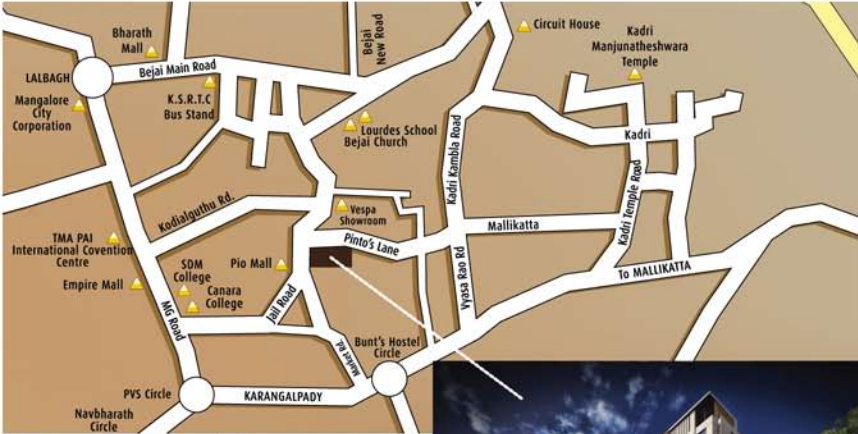 Bharath
Mall
Bejai
New Road
Circuit House
Kadri
Manjunatheshwara
Temple
LALBAGH
Bejai Main Road
Mangalore
City
Corporation
K.S.R.T.C
Bus Stand
Lourdes School
Bejai Church
Kadri
Kadri Kambla Road
Kadri Temple Road
Kodialguthu Rd.
Vespa
Showroom
Mallikatta
Pinto's Lane
TMA PAI
International Covention
Centre
SDM
College
Pio Mall
Vyasa Rao Rd
To MALLIKATTA
Empire Mall
Canara
College
Jail Road
MG Road
Market Rd.
Bunt's Hostel
Circle
PVS Circle
KARANGALPADY
Navbharath
Circle